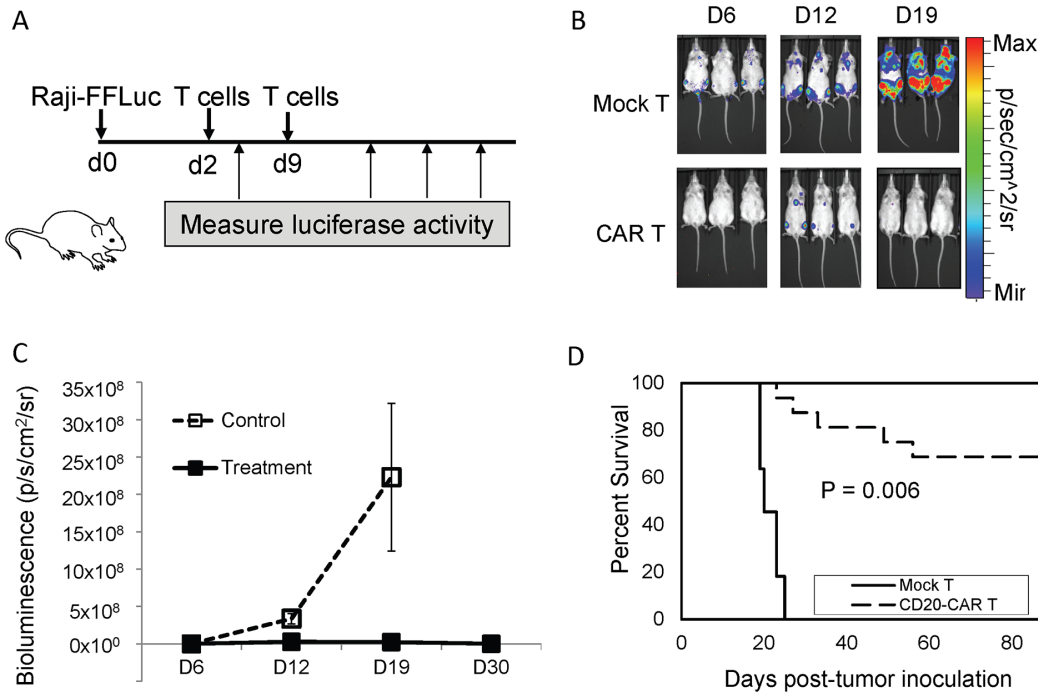 A
Raji-FFLuc T cells T cells
d0 d2 d9
Measure luciferase activity
B
D6 D12 D19
Mock T
CAR T
Max
p/sec/cm^2/sr
Mir
C
Bioluminescence (p/s/cm²/sr)
35x10⁸
30x10⁸
25x10⁸
20x10⁸
15x10⁸
10x10⁸
5x10⁸
0x10⁰
Control
Treatment
D6 D12 D19 D30
D
Percent Survival
100
80
60
40
20
0
P = 0.006
Mock T
CD20-CAR T
0 20 40 60 80
Days post-tumor inoculation